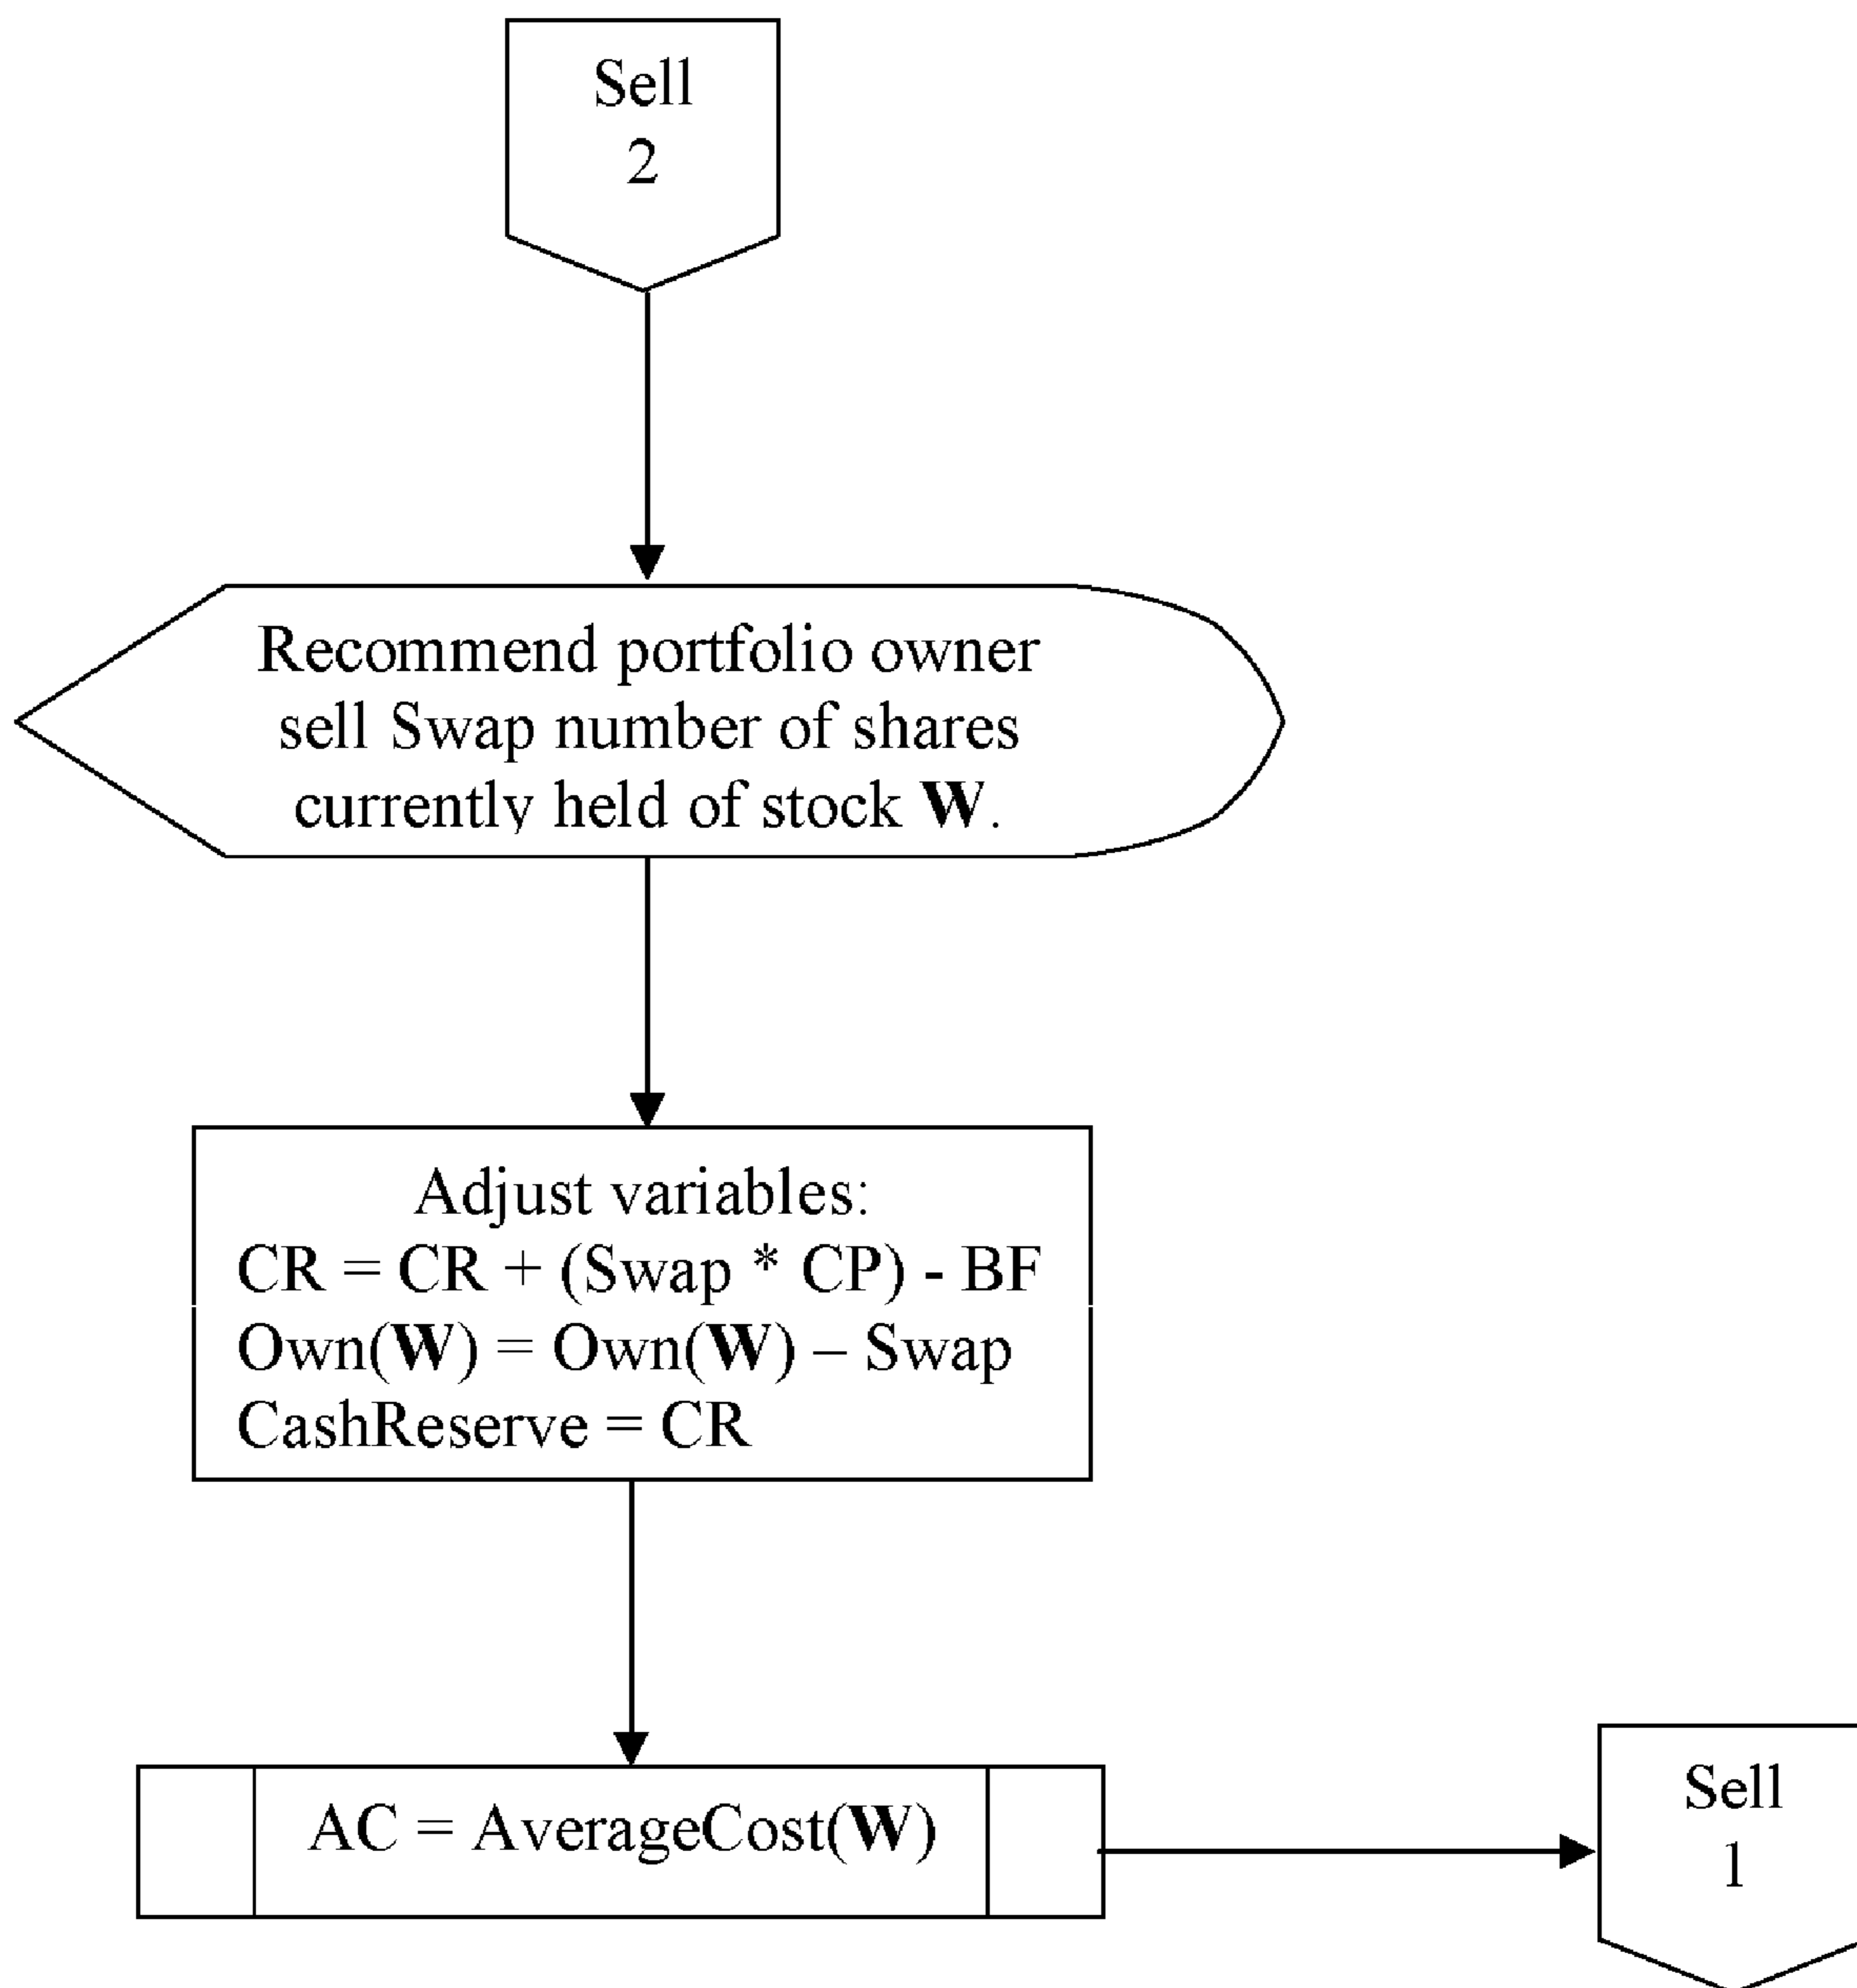 Sell
2
Recommend portfolio owner
sell Swap number of shares
currently held of stock W.
Adjust variables:
CR = CR + (Swap * CP) - BF
Own(W) = Own(W) – Swap
CashReserve = CR
AC = AverageCost(W)
Sell
1